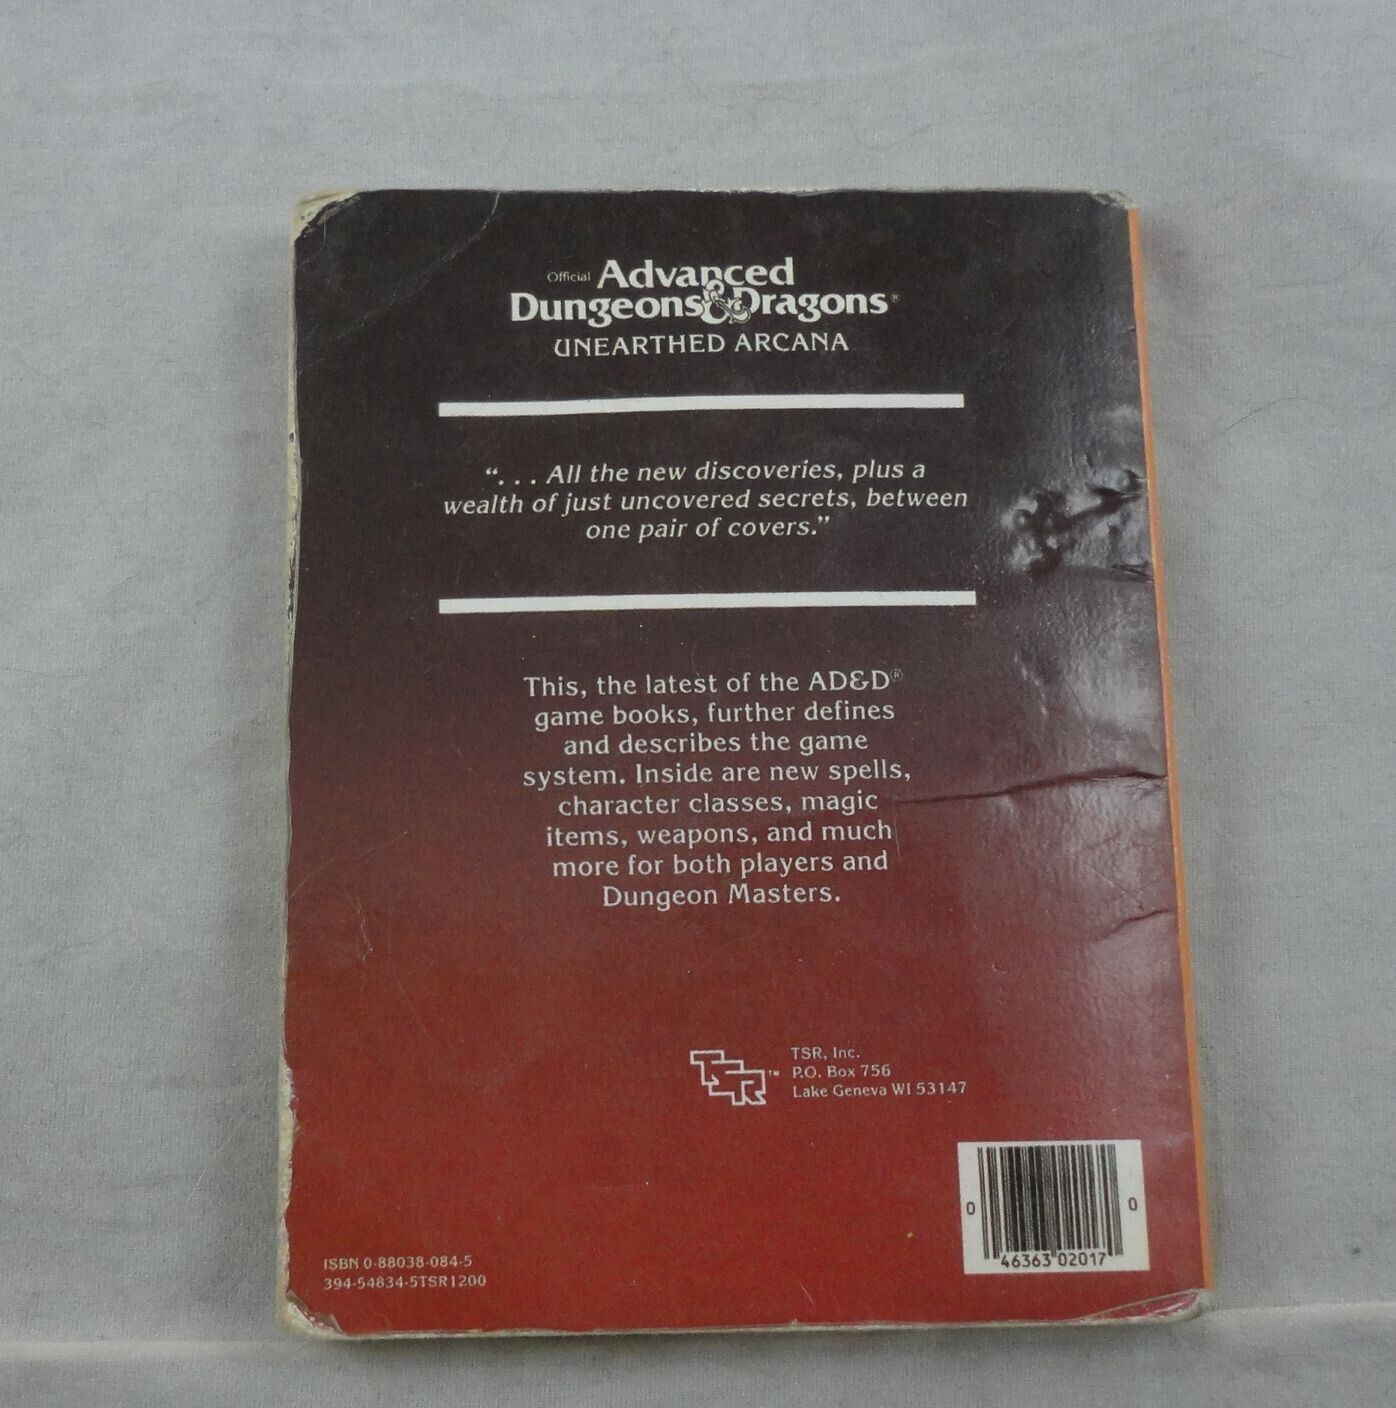 Official Advanced
Dungeons & Dragons®
UNEARTHED ARCANA
“. . . All the new discoveries, plus a
wealth of just uncovered secrets, between
one pair of covers.”
This, the latest of the AD&D®
game books, further defines
and describes the game
system. Inside are new spells,
character classes, magic
items, weapons, and much
more for both players and
Dungeon Masters.
TSR™
TSR, Inc.
P.O. Box 756
Lake Geneva WI 53147
ISBN 0-88038-084-5
394-54834-5TSR1200
0 46363 02017 0